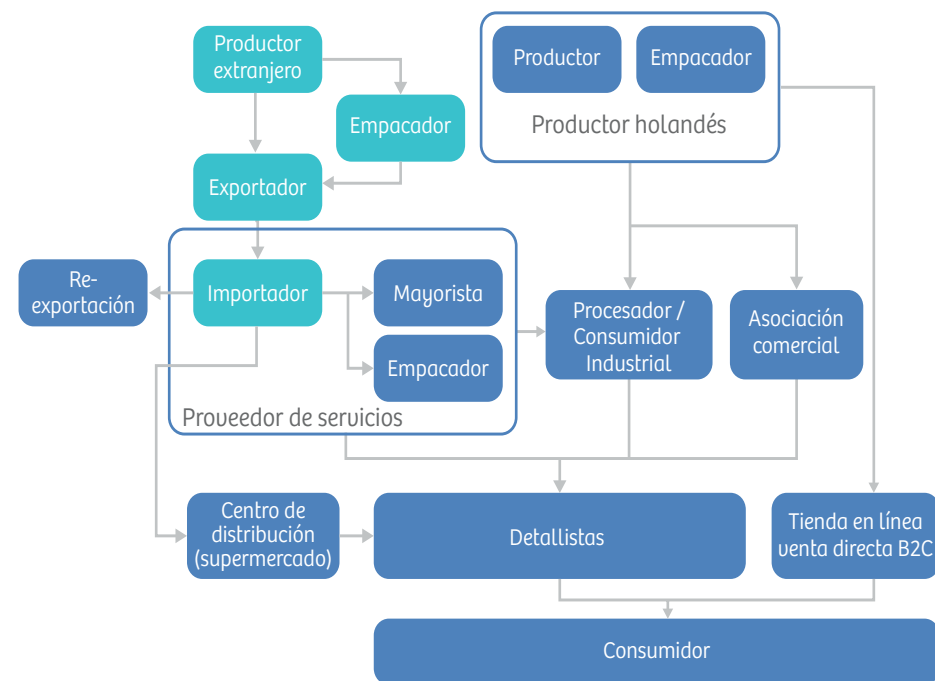 Productor
extranjero
Empacador
Exportador
Productor
Empacador
Productor holandés
Re-
exportación
Importador
Mayorista
Empacador
Proveedor de servicios
Procesador /
Consumidor
Industrial
Asociación
comercial
Centro de
distribución
(supermercado)
Detallistas
Tienda en línea
venta directa B2C
Consumidor